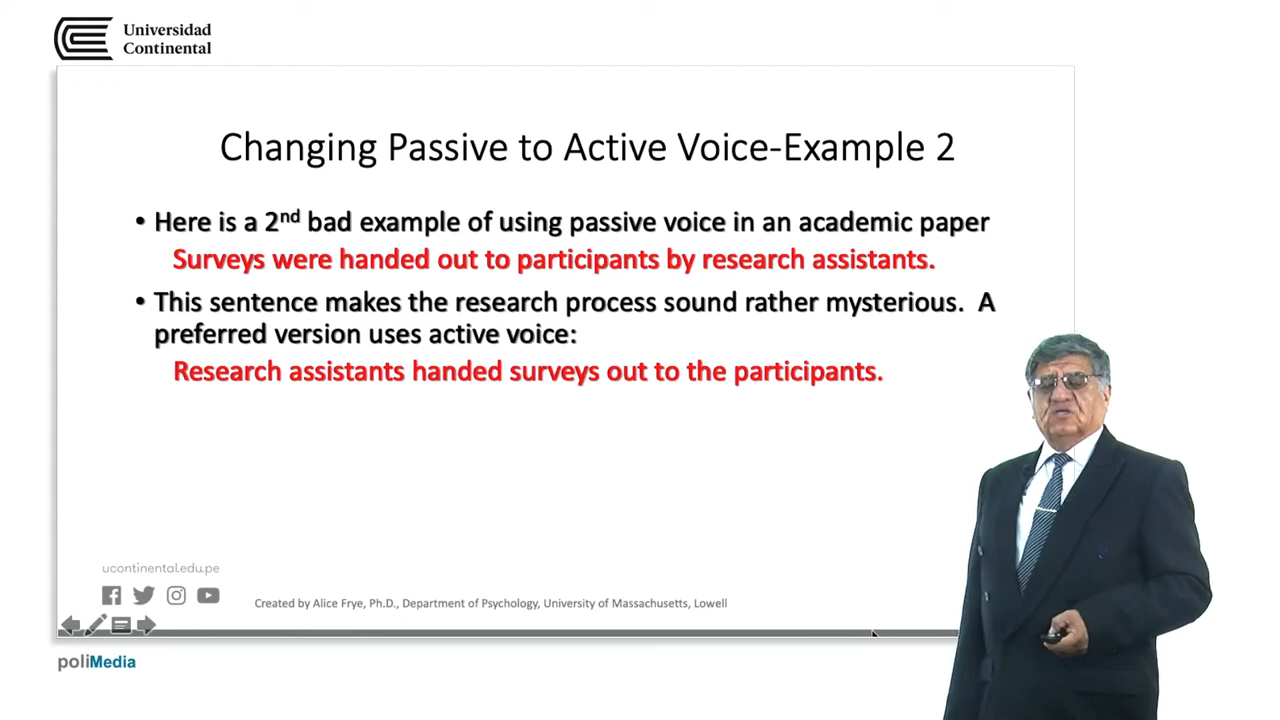 Universidad
Continental
Changing Passive to Active Voice-Example 2
• Here is a 2nd bad example of using passive voice in an academic paper
Surveys were handed out to participants by research assistants.
• This sentence makes the research process sound rather mysterious. A
preferred version uses active voice:
Research assistants handed surveys out to the participants.
ucontinental.edu.pe
Created by Alice Frye, Ph.D., Department of Psychology, University of Massachusetts, Lowell
poliMedia